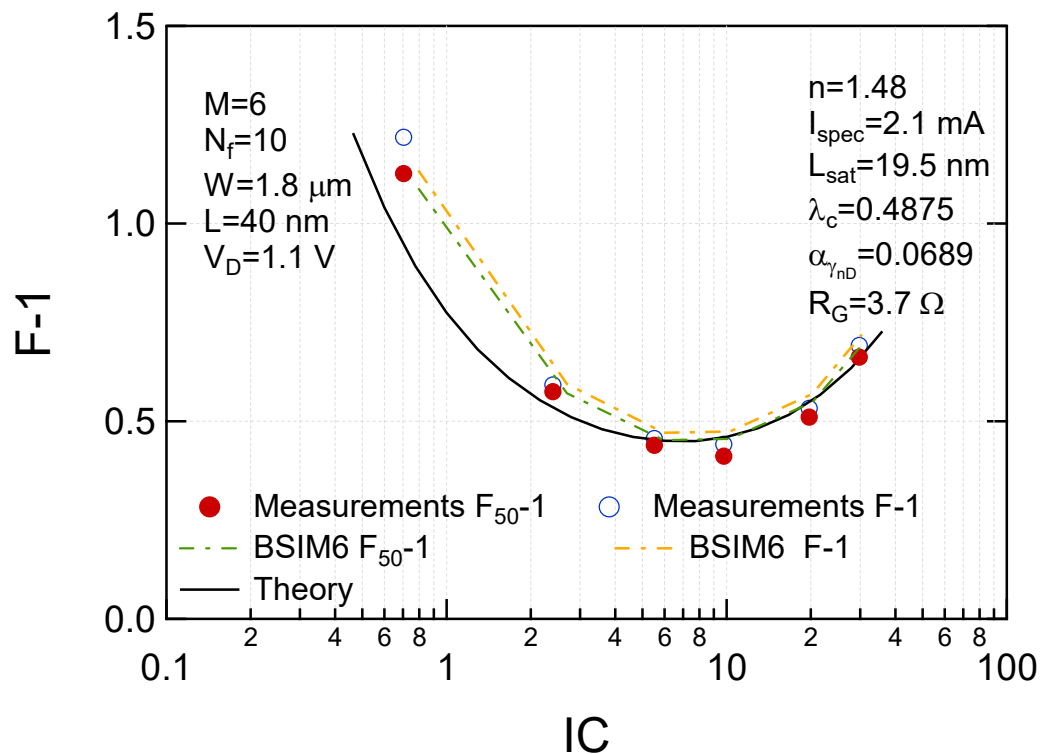 1.5
1.0
0.5
0.0
F-1
M=6
N_f=10
W=1.8 μm
L=40 nm
V_D=1.1 V
n=1.48
I_spec=2.1 mA
L_sat=19.5 nm
λ_c=0.4875
α_γ_nD=0.0689
R_G=3.7 Ω
Measurements F_50-1
Measurements F-1
BSIM6 F_50-1
BSIM6 F-1
Theory
2 4 6 8 2 4 6 8 2 4 6 8
0.1 1 10 100
IC